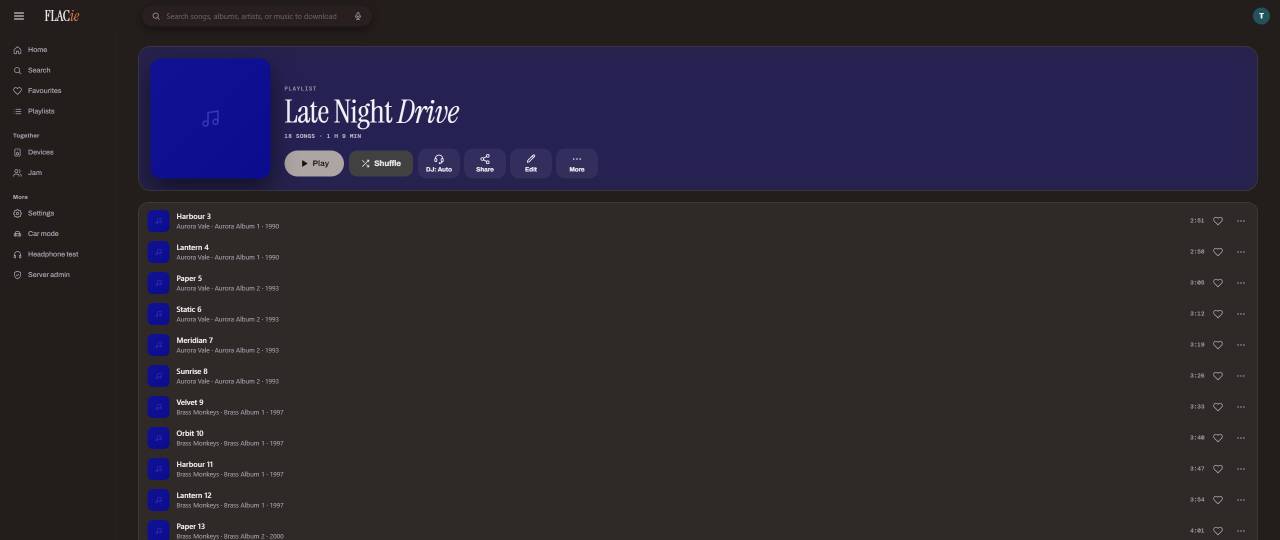 FLACie
Search songs, albums, artists, or music to download
T
Home
Search
Favourites
Playlists
Together
Devices
Jam
More
Settings
Car mode
Headphone test
Server admin
PLAYLIST
Late Night Drive
18 SONGS · 1 H 9 MIN
Play
Shuffle
DJ: Auto
Share
Edit
More
Harbour 3
Aurora Vale · Aurora Album 1 · 1990
2:51
Lantern 4
Aurora Vale · Aurora Album 1 · 1990
2:58
Paper 5
Aurora Vale · Aurora Album 2 · 1993
3:05
Static 6
Aurora Vale · Aurora Album 2 · 1993
3:12
Meridian 7
Aurora Vale · Aurora Album 2 · 1993
3:19
Sunrise 8
Aurora Vale · Aurora Album 2 · 1993
3:26
Velvet 9
Brass Monkeys · Brass Album 1 · 1997
3:33
Orbit 10
Brass Monkeys · Brass Album 1 · 1997
3:40
Harbour 11
Brass Monkeys · Brass Album 1 · 1997
3:47
Lantern 12
Brass Monkeys · Brass Album 1 · 1997
3:54
Paper 13
Brass Monkeys · Brass Album 2 · 2000
4:01